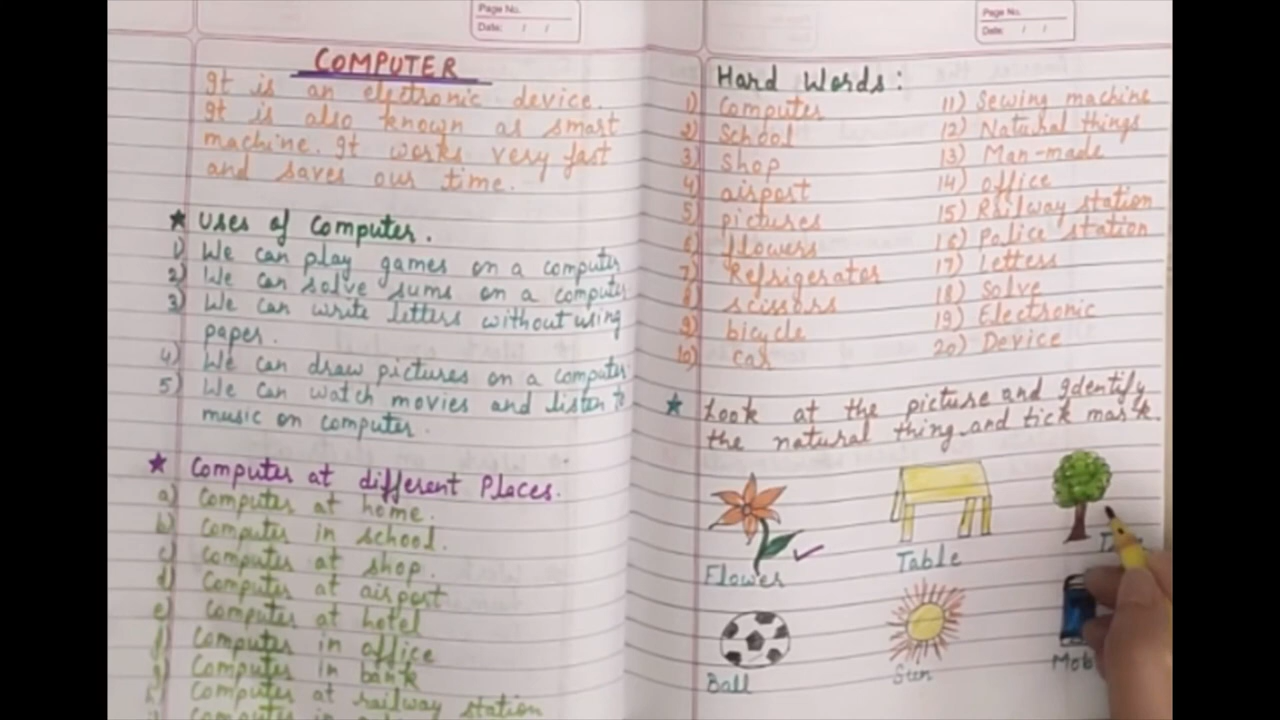 Page No.
Date: / /
COMPUTER
It is an electronic device.
It is also known as smart
machine. It works very fast
and saves our time.
★ Uses of Computer.
1) We can play games on a computer
2) We can solve sums on a computer
3) We can write letters without using
paper.
4) We can draw pictures on a computer
5) We can watch movies and listen to
music on computer.
★ Computer at different Places.
a) Computer at home.
b) Computer in school.
c) Computer at shop.
d) Computer at airport
e) Computer at hotel
f) Computer in office
g) Computer in bank
Computer at railway station
Page No.
Date: / /
Hard Words:
1) Computer
2) School
3) Shop
4) airport
5) pictures
6) flowers
7) Refrigerator
8) scissors
9) bicycle
10) car
11) Sewing machine
12) Natural things
13) Man-made
14) office
15) Railway station
16) Police station
17) Letters
18) Solve
19) Electronic
20) Device
★ Look at the picture and Identify
the natural thing and tick mark.
Flower
Table
Ball
Sun